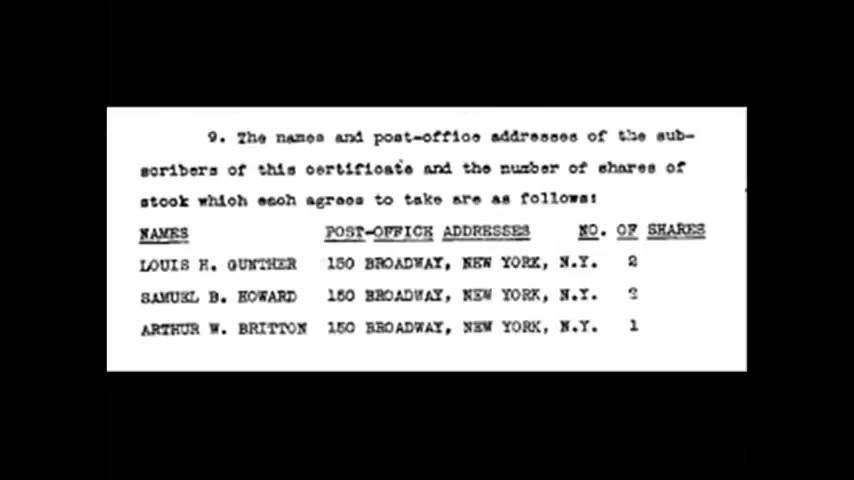 9. The names and post-office addresses of the sub-
scribers of this certificate and the number of shares of
stock which each agrees to take are as follows:
NAMES POST-OFFICE ADDRESSES NO. OF SHARES
LOUIS H. GUNTHER 150 BROADWAY, NEW YORK, N.Y. 2
SAMUEL B. HOWARD 150 BROADWAY, NEW YORK, N.Y. 2
ARTHUR W. BRITTON 150 BROADWAY, NEW YORK, N.Y. 1